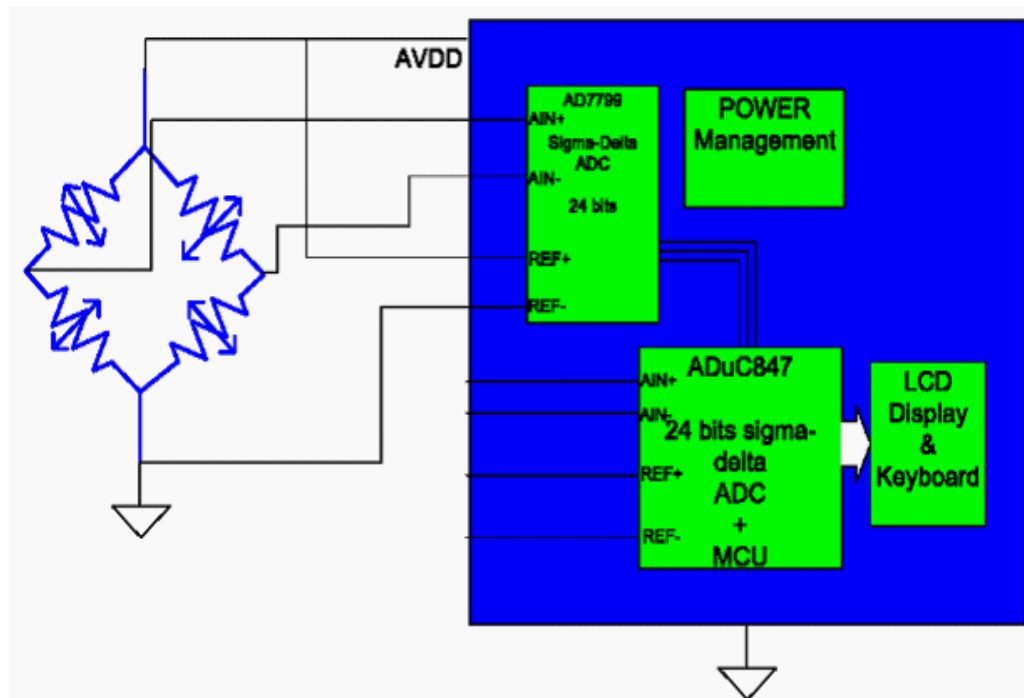 AVDD
AD7799
AIN+
Sigma-Delta
ADC
AIN-
24 bits
REF+
REF-
POWER
Management
ADuC847
AIN+
AIN-
24 bits sigma-
delta
REF+
ADC
+
REF-
MCU
LCD
Display
&
Keyboard